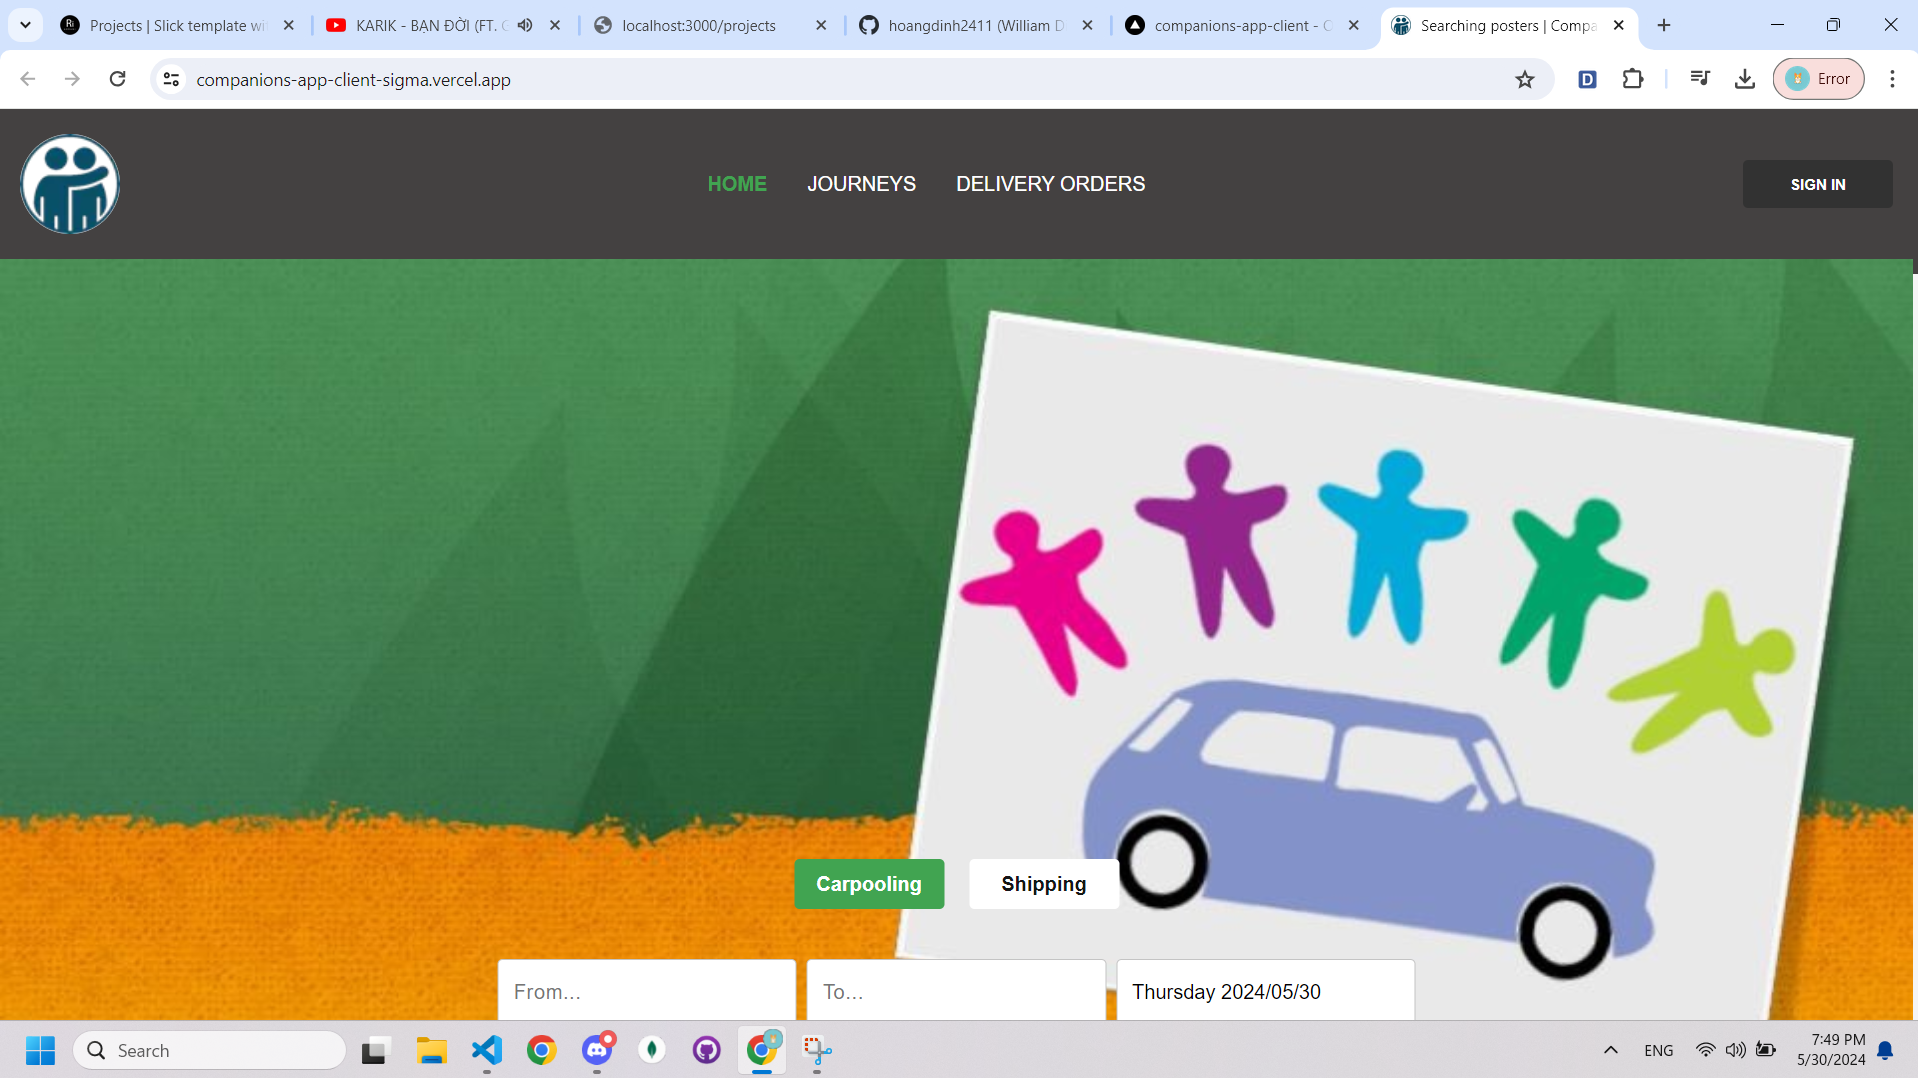 Ri Projects | Slick template wi
KARIK - BẠN ĐỜI (FT. G
localhost:3000/projects
hoangdinh2411 (William D
companions-app-client - O
Searching posters | Compa
companions-app-client-sigma.vercel.app
D
Error
HOME
JOURNEYS
DELIVERY ORDERS
SIGN IN
Carpooling
Shipping
From...
To...
Thursday 2024/05/30
Search
ENG
7:49 PM
5/30/2024